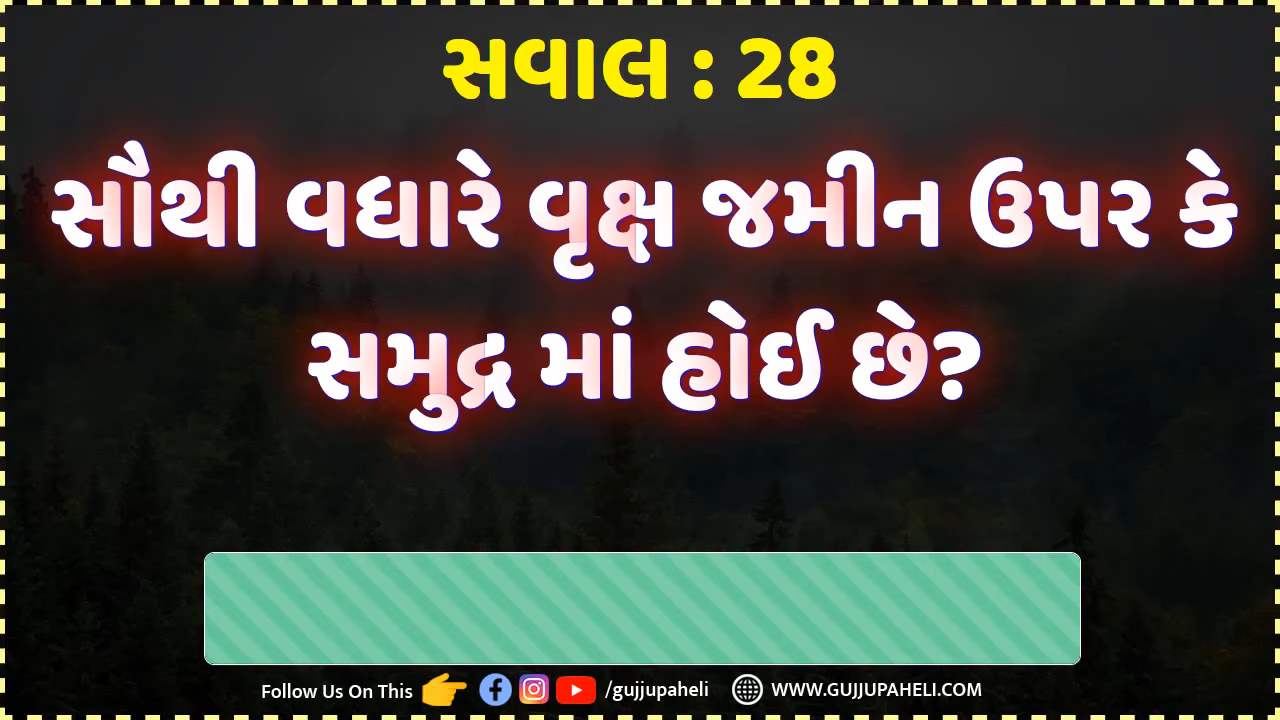 સવાલ : 28
સૌથી વધારે વૃક્ષ જમીન ઉપર કે
સમુદ્ર માં હોઈ છે?
Follow Us On This /gujjupaheli WWW.GUJJUPAHELI.COM